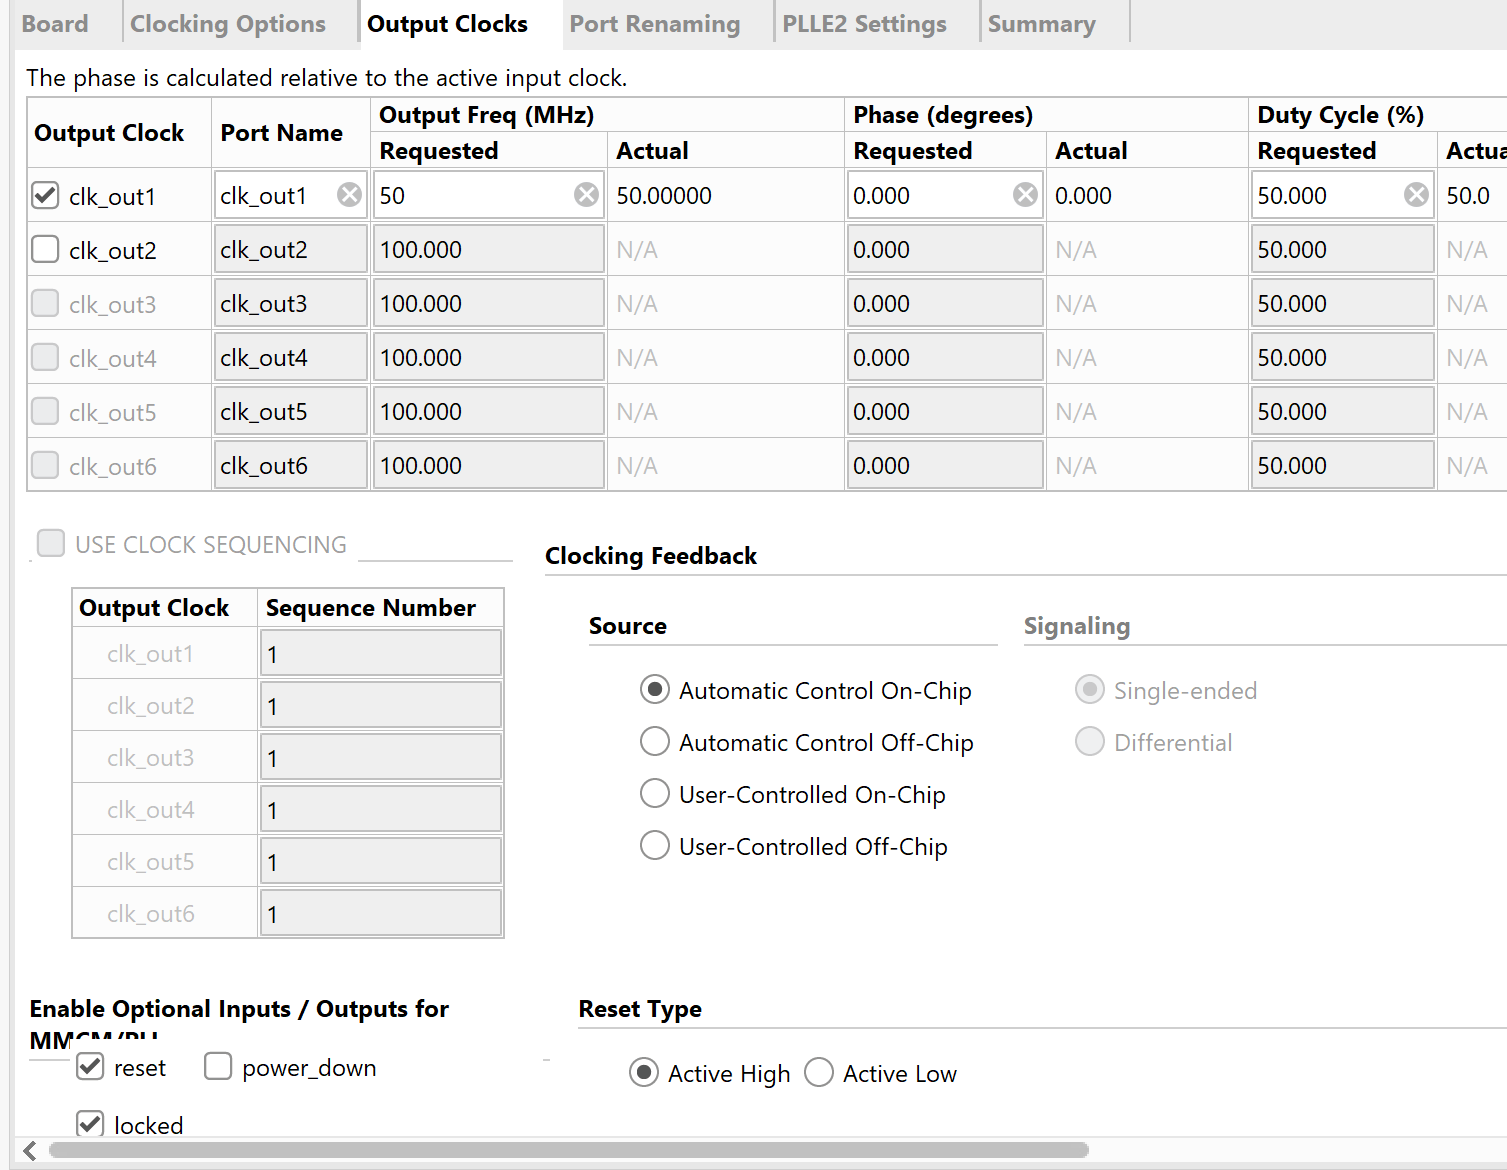 Board Clocking Options Output Clocks Port Renaming PLLE2 Settings Summary
The phase is calculated relative to the active input clock.
Output Clock Port Name Output Freq (MHz) Phase (degrees) Duty Cycle (%)
Requested Actual Requested Actual Requested Actua
clk_out1 clk_out1 50 50.00000 0.000 0.000 50.000 50.0
clk_out2 clk_out2 100.000 N/A 0.000 N/A 50.000 N/A
clk_out3 clk_out3 100.000 N/A 0.000 N/A 50.000 N/A
clk_out4 clk_out4 100.000 N/A 0.000 N/A 50.000 N/A
clk_out5 clk_out5 100.000 N/A 0.000 N/A 50.000 N/A
clk_out6 clk_out6 100.000 N/A 0.000 N/A 50.000 N/A
USE CLOCK SEQUENCING
Output Clock Sequence Number
clk_out1 1
clk_out2 1
clk_out3 1
clk_out4 1
clk_out5 1
clk_out6 1
Clocking Feedback
Source
Automatic Control On-Chip
Automatic Control Off-Chip
User-Controlled On-Chip
User-Controlled Off-Chip
Signaling
Single-ended
Differential
Enable Optional Inputs / Outputs for
MMCM/PLL
reset power_down
locked
Reset Type
Active High Active Low